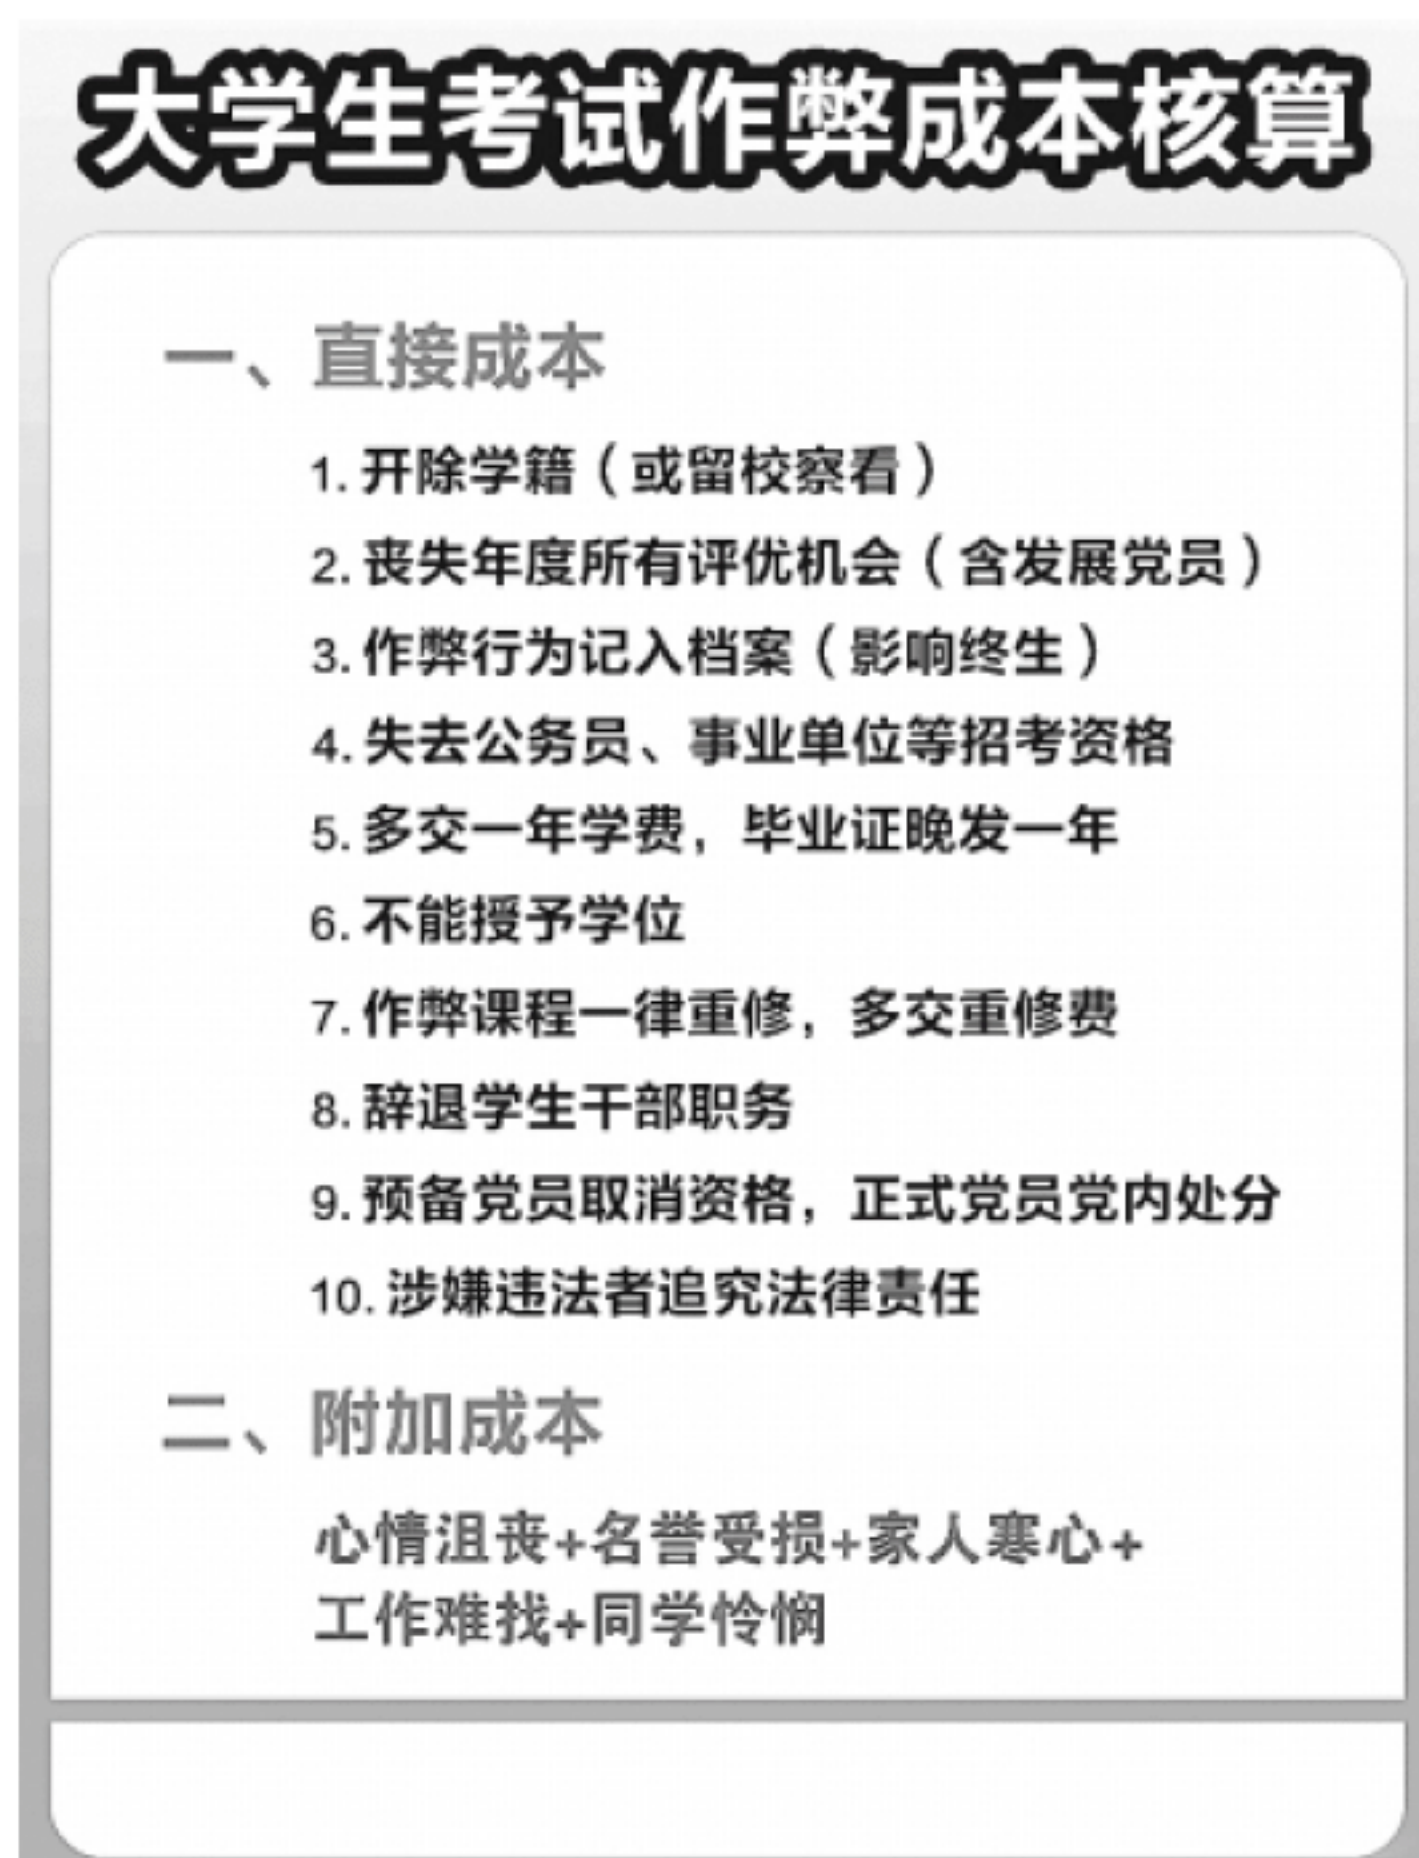 大学生考试作弊成本核算
一、直接成本
1. 开除学籍（或留校察看）
2. 丧失年度所有评优机会（含发展党员）
3. 作弊行为记入档案（影响终生）
4. 失去公务员、事业单位等招考资格
5. 多交一年学费，毕业证晚发一年
6. 不能授予学位
7. 作弊课程一律重修，多交重修费
8. 辞退学生干部职务
9. 预备党员取消资格，正式党员党内处分
10. 涉嫌违法者追究法律责任
二、附加成本
心情沮丧+名誉受损+家人寒心+
工作难找+同学怜悯